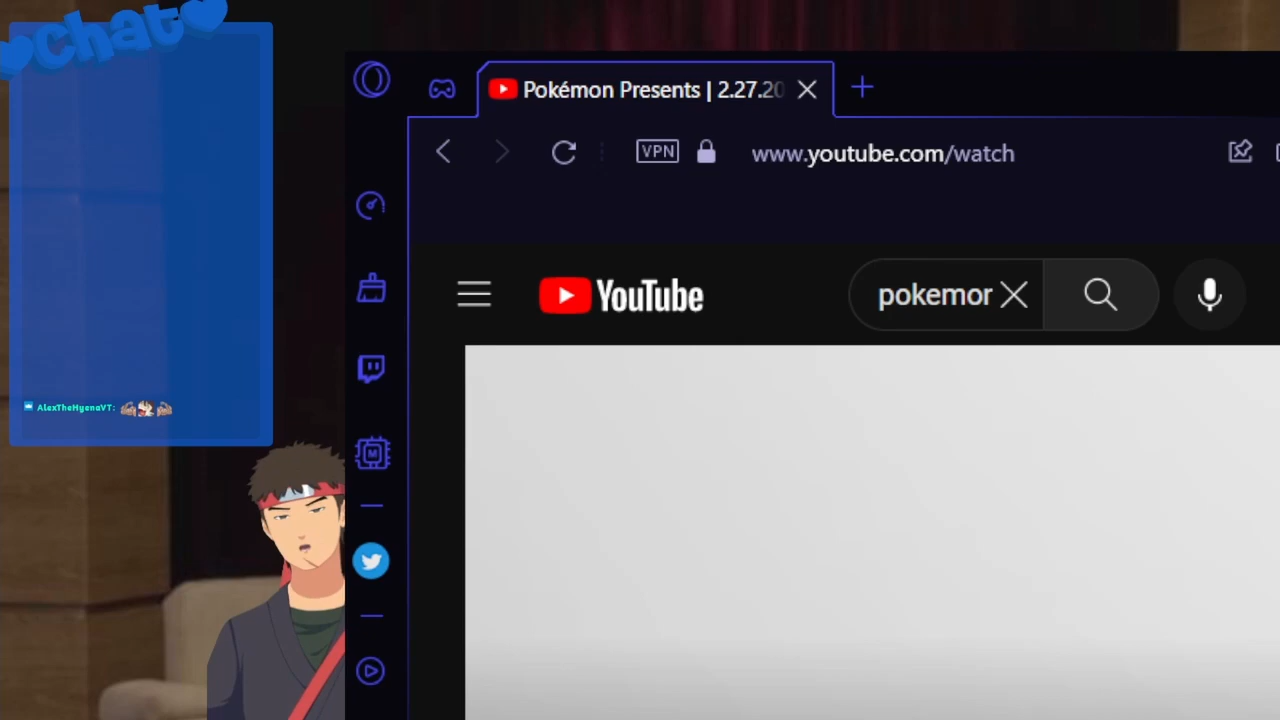 Chat
Pokémon Presents | 2.27.20
VPN
www.youtube.com/watch
YouTube
pokemor
M
AlexTheHyenaVT: